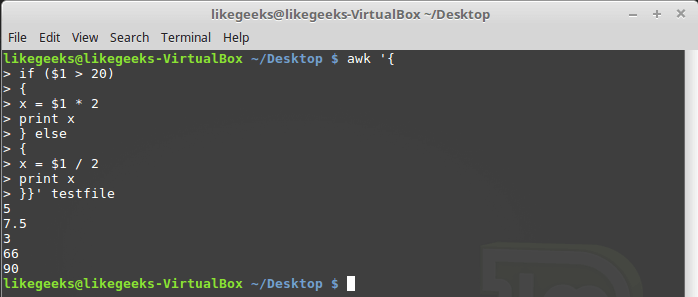 likegeeks@likegeeks-VirtualBox ~/Desktop
File Edit View Search Terminal Help
likegeeks@likegeeks-VirtualBox ~/Desktop $ awk '{
> if ($1 > 20)
> {
> x = $1 * 2
> print x
> } else
> {
> x = $1 / 2
> print x
> }}' testfile
5
7.5
3
66
90
likegeeks@likegeeks-VirtualBox ~/Desktop $